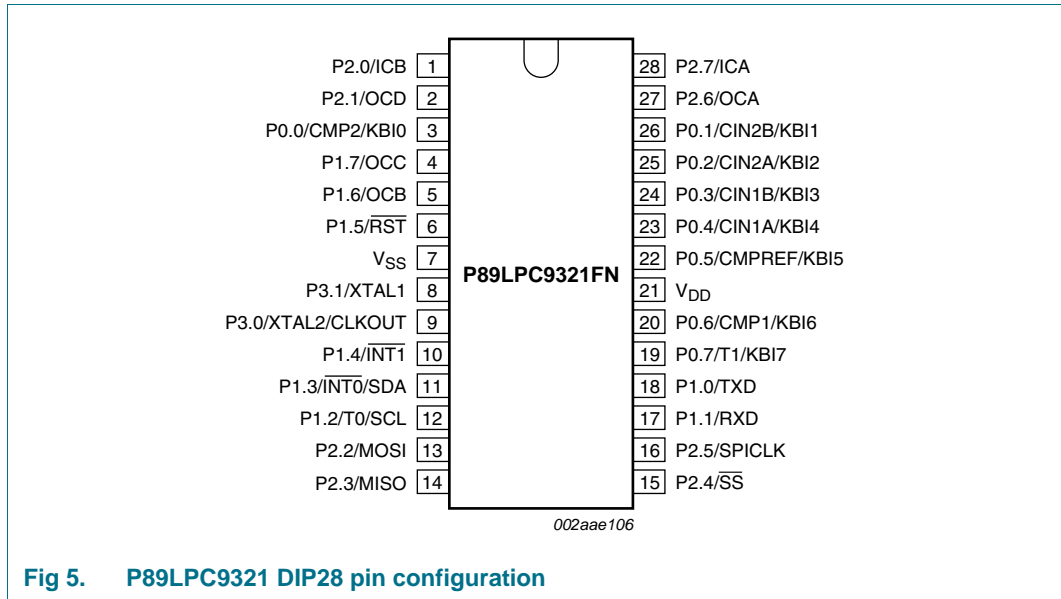 P2.0/ICB 1 28 P2.7/ICA
P2.1/OCD 2 27 P2.6/OCA
P0.0/CMP2/KBI0 3 26 P0.1/CIN2B/KBI1
P1.7/OCC 4 25 P0.2/CIN2A/KBI2
P1.6/OCB 5 24 P0.3/CIN1B/KBI3
P1.5/RST 6 23 P0.4/CIN1A/KBI4
VSS 7 22 P0.5/CMPREF/KBI5
P89LPC9321FN
P3.1/XTAL1 8 21 VDD
P3.0/XTAL2/CLKOUT 9 20 P0.6/CMP1/KBI6
P1.4/INT1 10 19 P0.7/T1/KBI7
P1.3/INT0/SDA 11 18 P1.0/TXD
P1.2/T0/SCL 12 17 P1.1/RXD
P2.2/MOSI 13 16 P2.5/SPICLK
P2.3/MISO 14 15 P2.4/SS
002aae106
Fig 5. P89LPC9321 DIP28 pin configuration